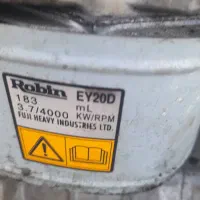 Robin EY20D
183 mL
3.7/4000 KW/RPM
FUJI HEAVY INDUSTRIES LTD.